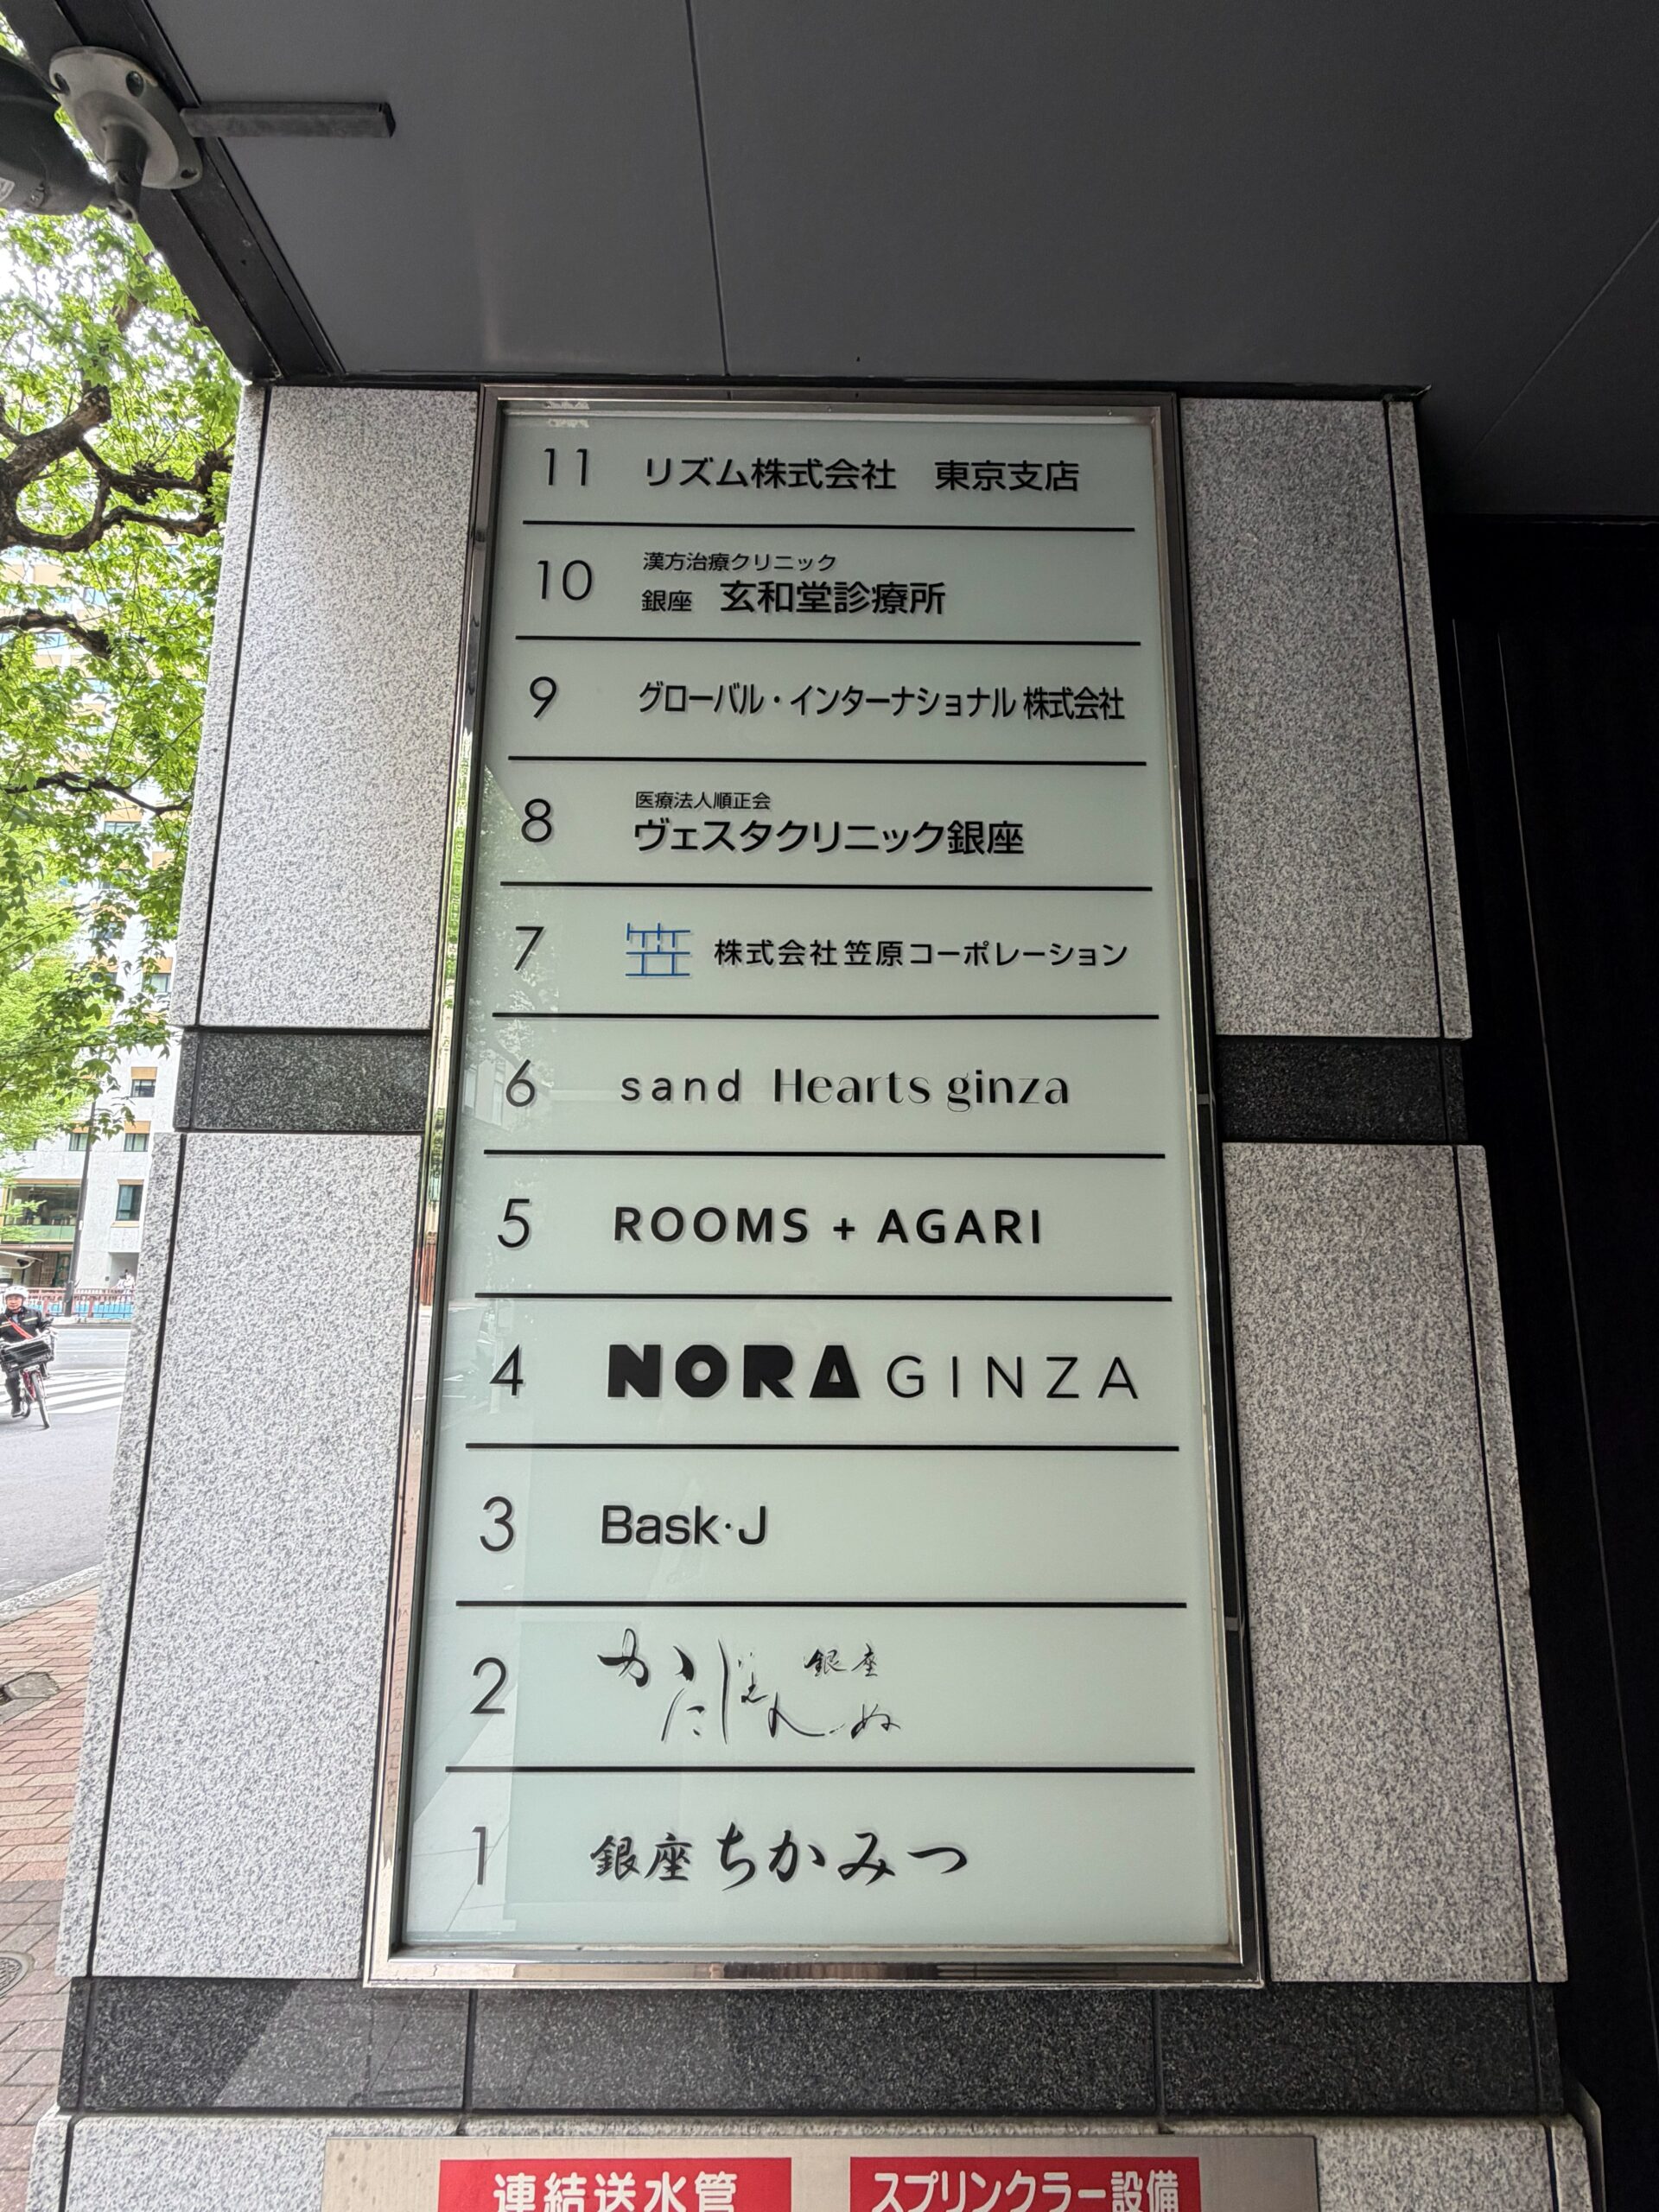 11 リズム株式会社 東京支店
漢方治療クリニック
10 銀座 玄和堂診療所
9 グローバル・インターナショナル 株式会社
医療法人順正会
8 ヴェスタクリニック銀座
7 笠 株式会社笠原コーポレーション
6 sand Hearts ginza
5 ROOMS + AGARI
4 NORA GINZA
3 Bask・J
2 銀座
1 銀座 ちかみつ
連結送水管 スプリンクラー設備